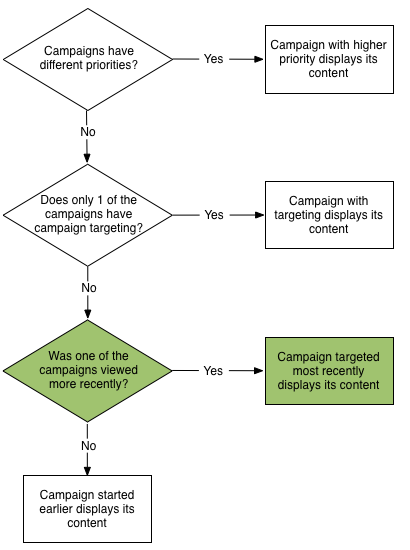 Campaigns have
different priorities?
Yes
Campaign with higher
priority displays its
content
No
Does only 1 of the
campaigns have
campaign targeting?
Yes
Campaign with
targeting displays its
content
No
Was one of the
campaigns viewed
more recently?
Yes
Campaign targeted
most recently
displays its content
No
Campaign started
earlier displays its
content